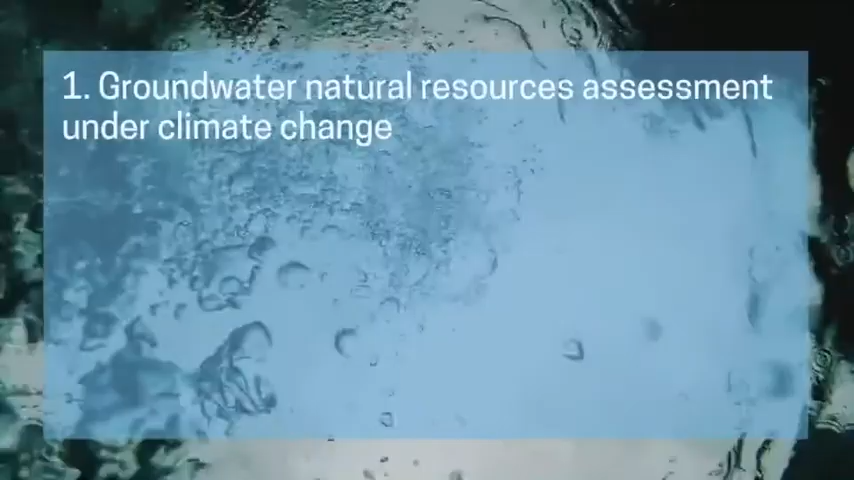 1. Groundwater natural resources assessment
under climate change